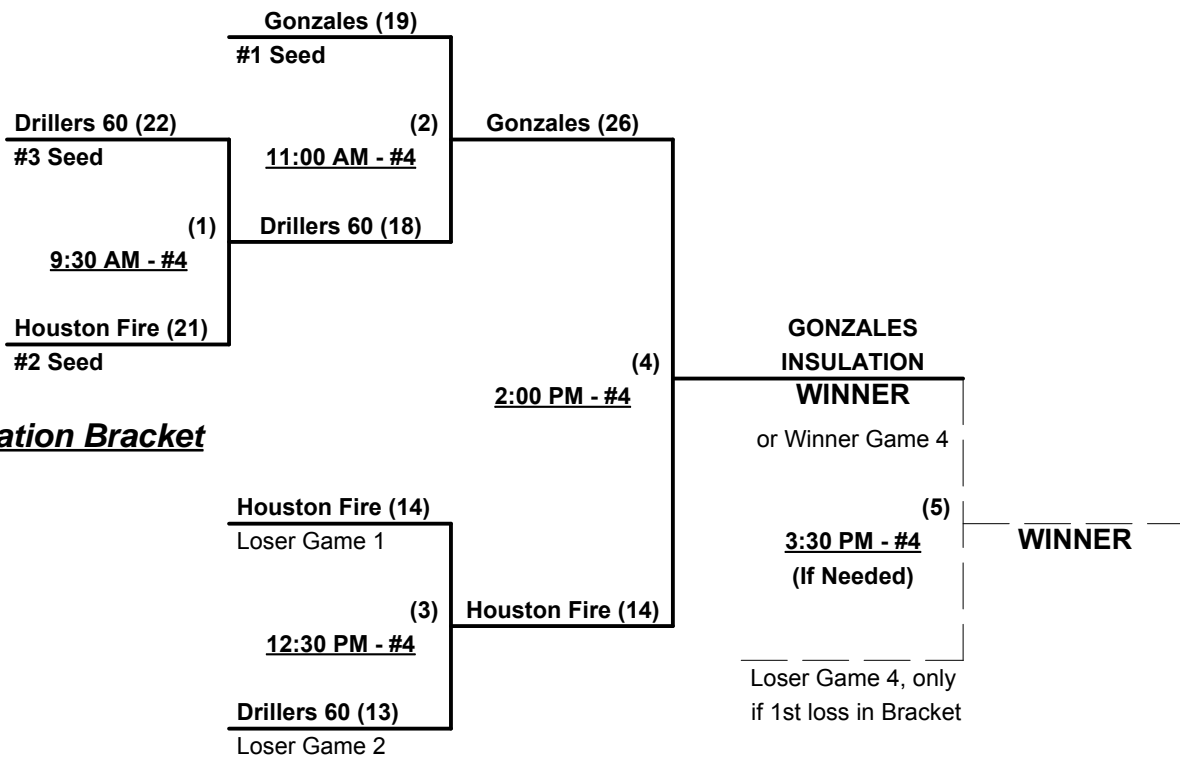 Gonzales (19)
#1 Seed
Drillers 60 (22)
#3 Seed
(2)
11:00 AM - #4
Gonzales (26)
(1)
9:30 AM - #4
Drillers 60 (18)
Houston Fire (21)
#2 Seed
(4)
2:00 PM - #4
GONZALES
INSULATION
WINNER
or Winner Game 4
Bracket
Houston Fire (14)
Loser Game 1
(5)
3:30 PM - #4
(If Needed)
WINNER
(3)
12:30 PM - #4
Houston Fire (14)
Loser Game 4, only
if 1st loss in Bracket
Drillers 60 (13)
Loser Game 2